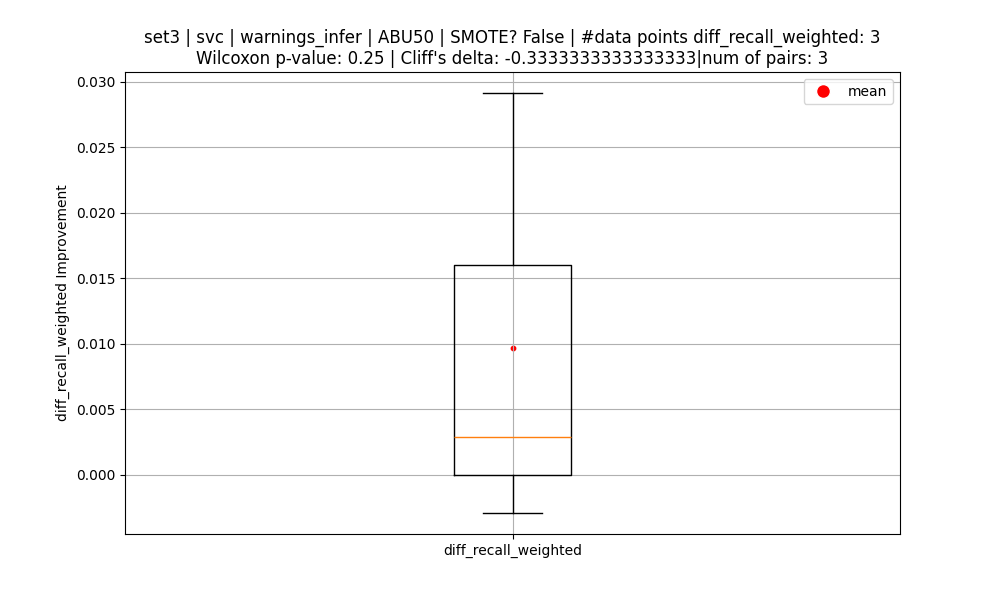 set3 | svc | warnings_infer | ABU50 | SMOTE? False | #data points diff_recall_weighted: 3
Wilcoxon p-value: 0.25 | Cliff's delta: -0.3333333333333333|num of pairs: 3
mean
0.030
0.025
0.020
0.015
0.010
0.005
0.000
diff_recall_weighted Improvement
diff_recall_weighted